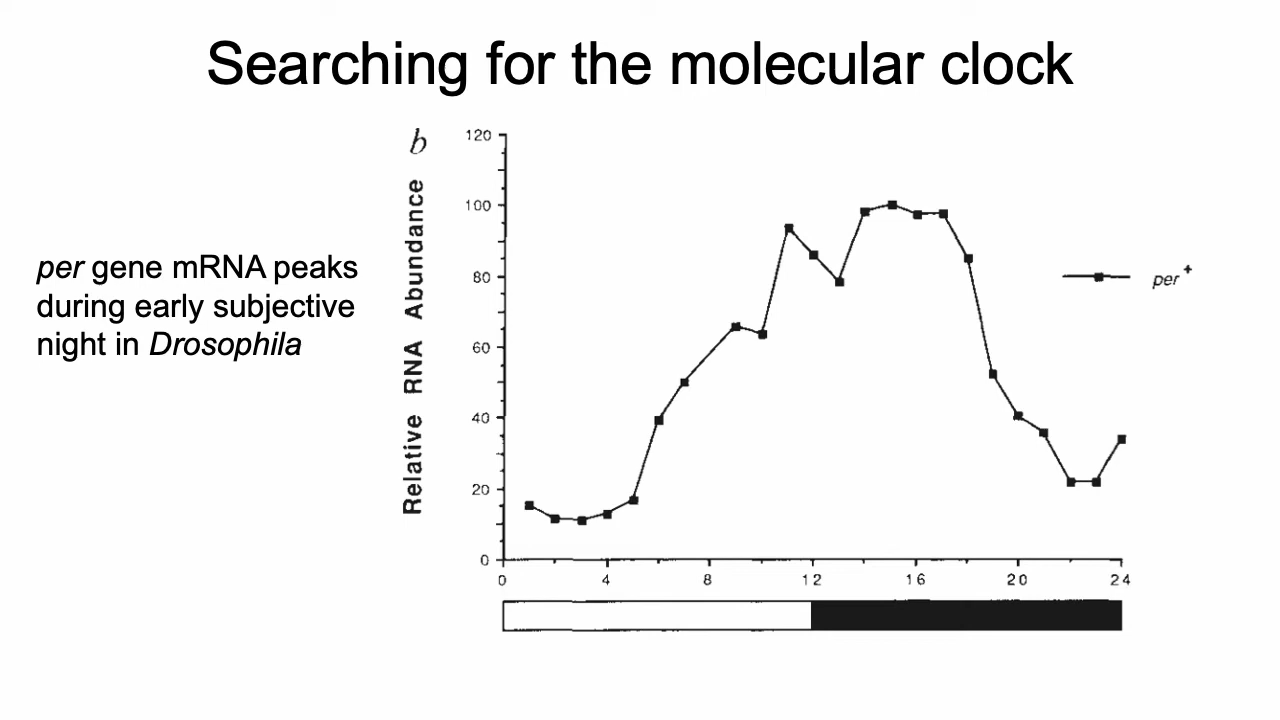 Searching for the molecular clock
per gene mRNA peaks
during early subjective
night in Drosophila
b
Relative RNA Abundance
120
100
80
60
40
20
0
0 4 8 12 16 20 24
per+